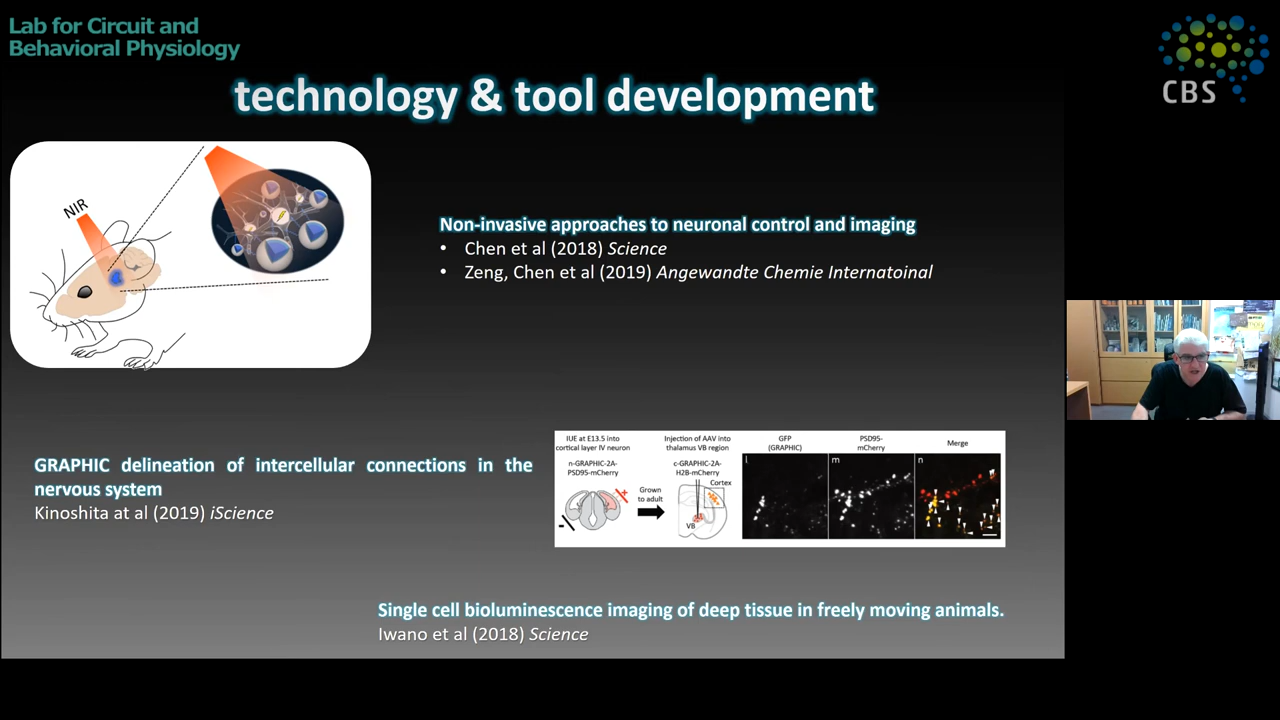 Lab for Circuit and
Behavioral Physiology
CBS
technology & tool development
NIR
Non-invasive approaches to neuronal control and imaging
• Chen et al (2018) Science
• Zeng, Chen et al (2019) Angewandte Chemie Internatoinal
GRAPHIC delineation of intercellular connections in the
nervous system
Kinoshita at al (2019) iScience
IUE at E13.5 into
cortical layer IV neuron
n-GRAPHIC-2A-
PSD95-mCherry
Grown
to adult
Injection of AAV into
thalamus VB region
c-GRAPHIC-2A-
H2B-mCherry
Cortex
VB
GFP
(GRAPHIC)
PSD95-
mCherry
Merge
l
m
n
Single cell bioluminescence imaging of deep tissue in freely moving animals.
Iwano et al (2018) Science